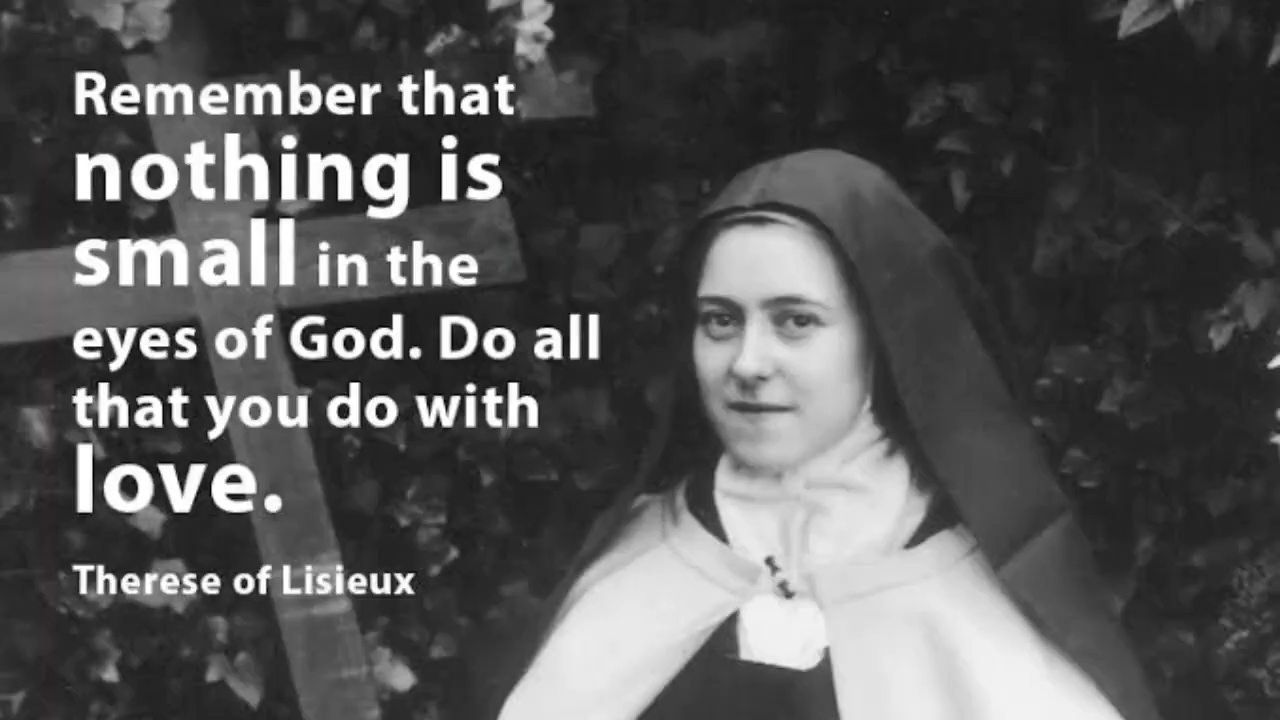 Remember that
nothing is
small in the
eyes of God. Do all
that you do with
love.
Therese of Lisieux